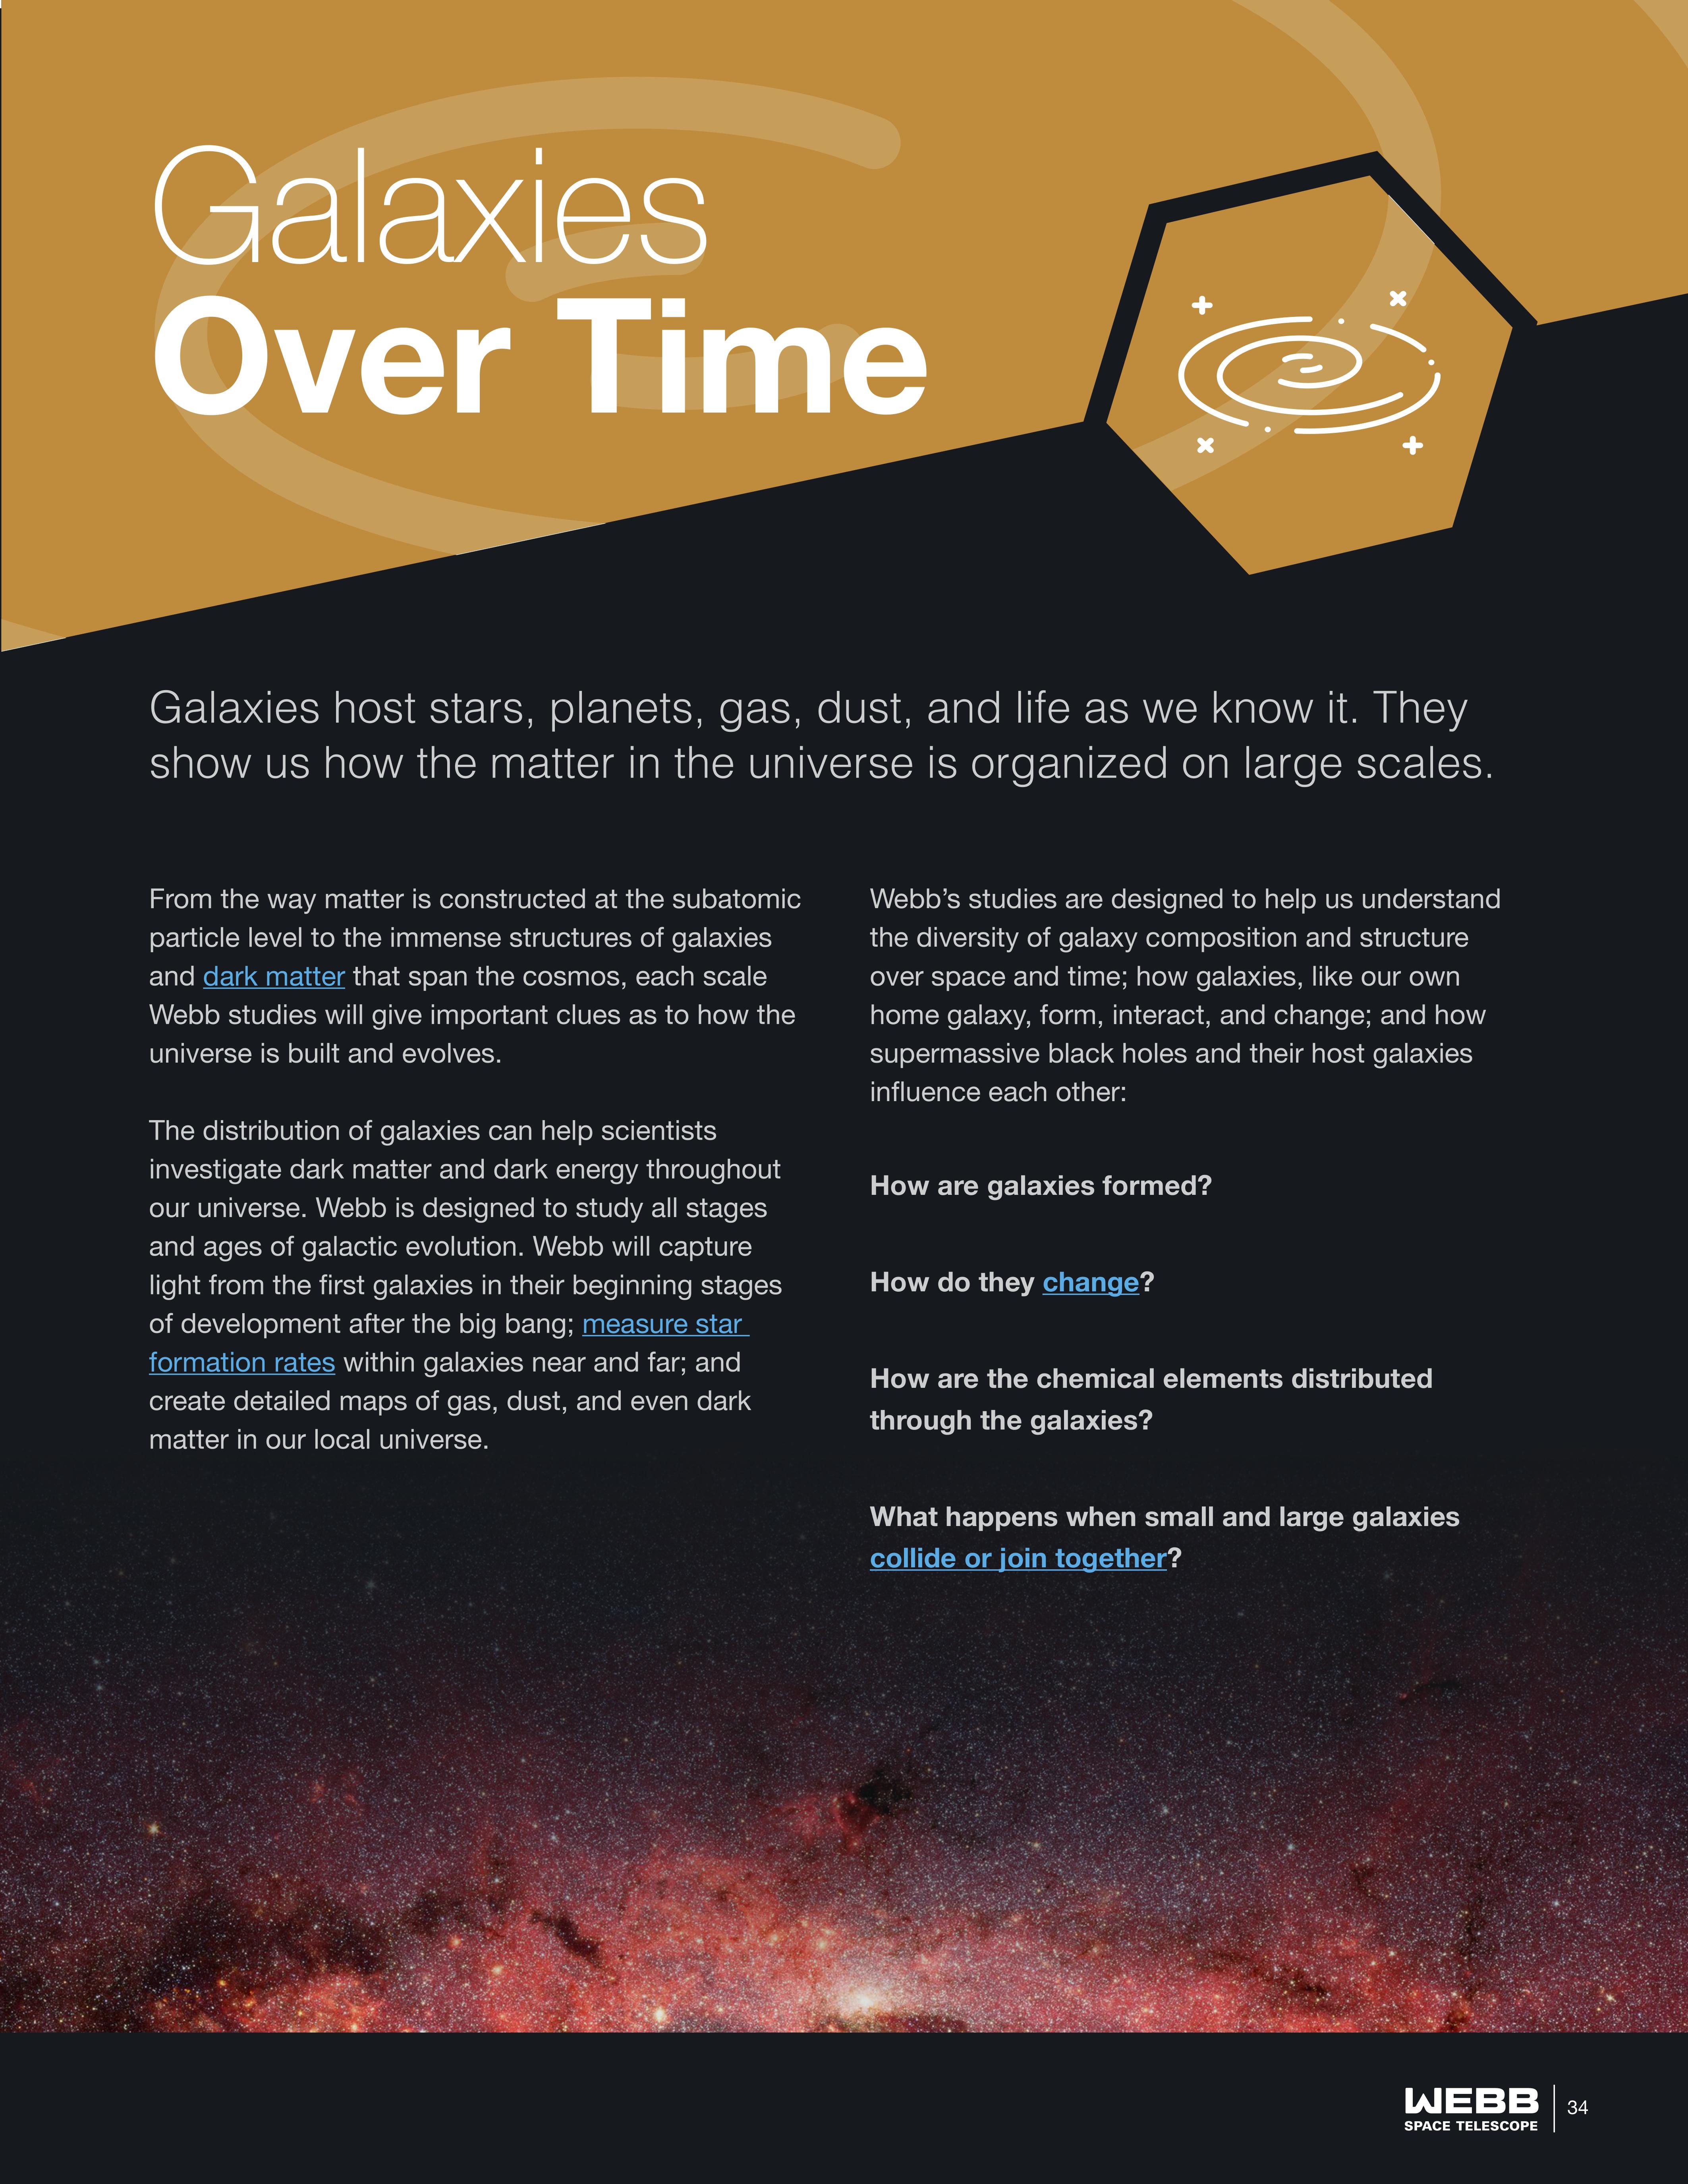 Galaxies
Over Time
Galaxies host stars, planets, gas, dust, and life as we know it. They
show us how the matter in the universe is organized on large scales.
From the way matter is constructed at the subatomic
particle level to the immense structures of galaxies
and dark matter that span the cosmos, each scale
Webb studies will give important clues as to how the
universe is built and evolves.
The distribution of galaxies can help scientists
investigate dark matter and dark energy throughout
our universe. Webb is designed to study all stages
and ages of galactic evolution. Webb will capture
light from the first galaxies in their beginning stages
of development after the big bang; measure star
formation rates within galaxies near and far; and
create detailed maps of gas, dust, and even dark
matter in our local universe.
Webb’s studies are designed to help us understand
the diversity of galaxy composition and structure
over space and time; how galaxies, like our own
home galaxy, form, interact, and change; and how
supermassive black holes and their host galaxies
influence each other:
How are galaxies formed?
How do they change?
How are the chemical elements distributed
through the galaxies?
What happens when small and large galaxies
collide or join together?
WEBB
SPACE TELESCOPE
34